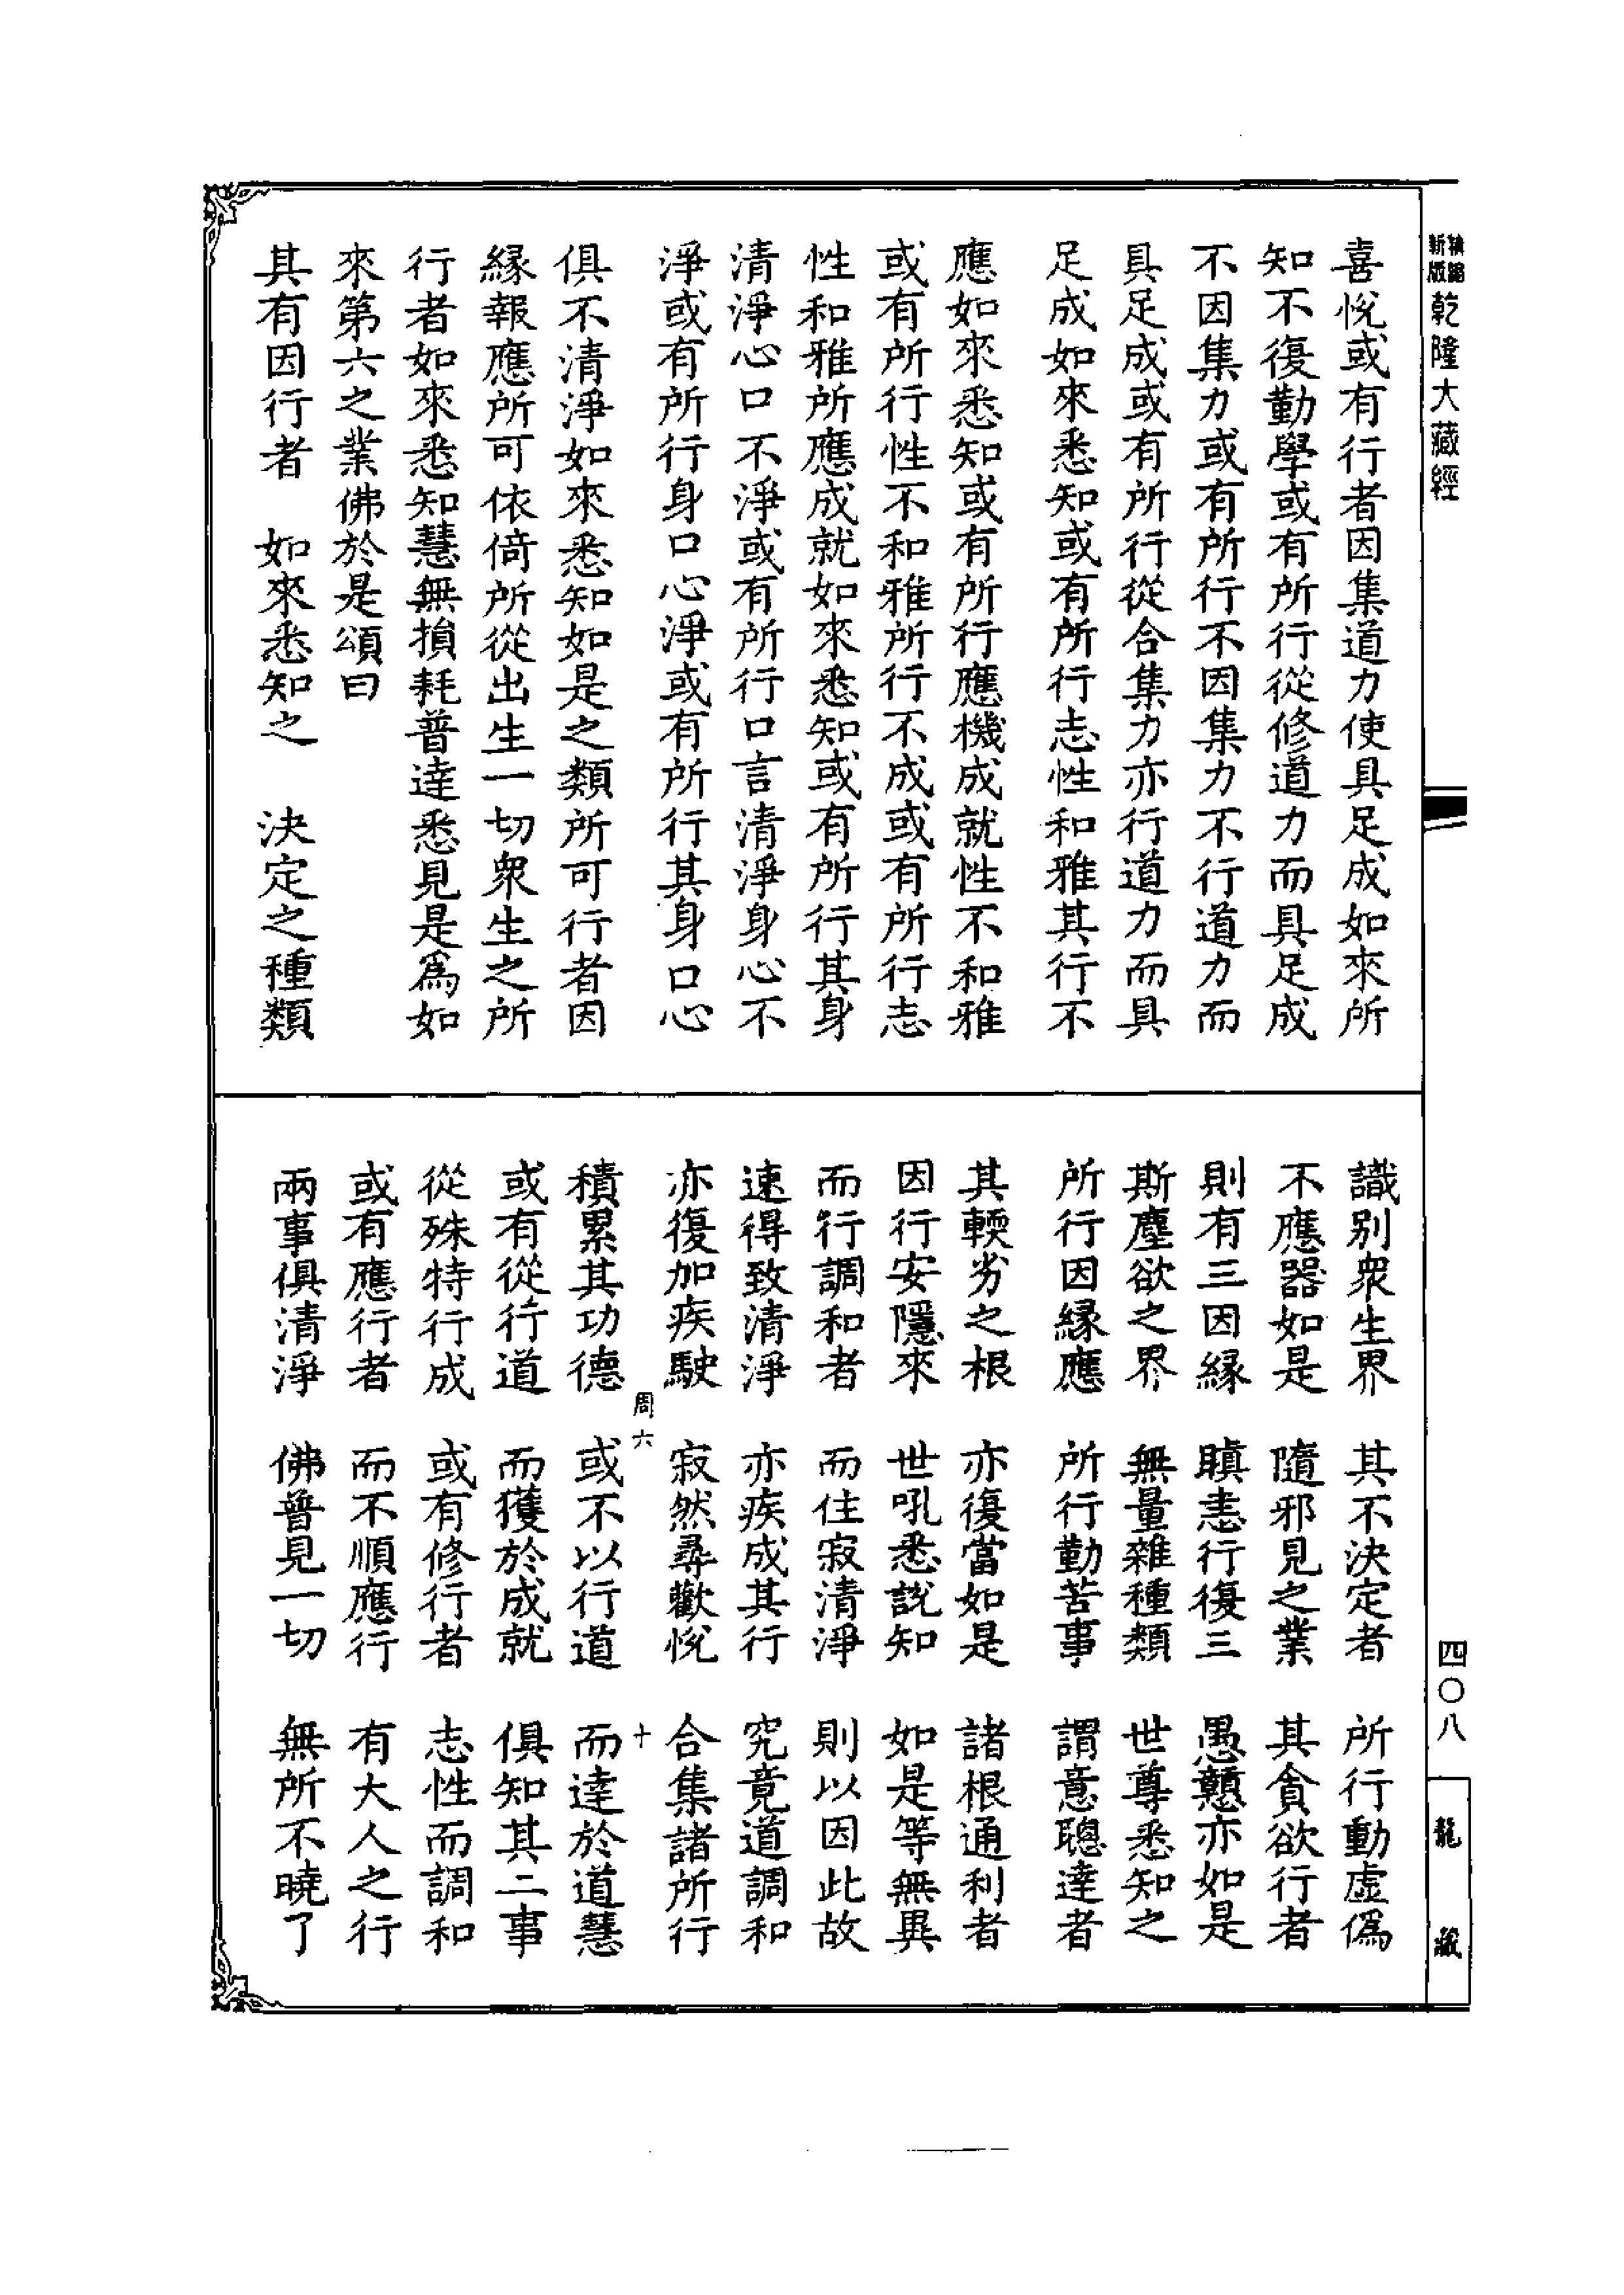 精縮
新版
乾隆大藏經
喜悅或有行者因集道力使具足成如來所
知不復勤學或有所行從修道力而具足成
不因集力或有所行不因集力不行道力而
具足成或有所行從合集力亦行道力而具
足成如來悉知或有所行志性和雅其行不
應如來悉知或有所行應機成就性不和雅
或有所行性不和雅所行不成或有所行志
性和雅所應成就如來悉知或有所行其身
清淨心口不淨或有所行口言清淨身心不
淨或有所行身口心淨或有所行其身口心
俱不清淨如來悉知如是之類所可行者因
緣報應所可依倚所從出生一切衆生之所
行者如來悉知慧無損耗普達悉見是爲如
來第六之業佛於是頌曰
其有因行者　如來悉知之　決定之種類
識別衆生界　其不決定者　所行動虛僞
不應器如是　隨邪見之業　其貪欲行者
則有三因緣　瞋恚行復三　愚戇亦如是
斯塵欲之界　無量雜種類　世尊悉知之
所行因緣應　所行勤苦事　謂意聰達者
其輭劣之根　亦復當如是　諸根通利者
因行安隱來　世吼悉說知　如是等無異
而行調和者　而住寂清淨　則以因此故
速得致清淨　亦疾成其行　究竟道調和
亦復加疾駛　寂然尋歡悅　合集諸所行
周六　十
積累其功德　或不以行道　而達於道慧
或有從行道　而獲於成就　俱知其二事
從殊特行成　或有修行者　志性而調和
或有應行者　而不順應行　有大人之行
兩事俱清淨　佛普見一切　無所不曉了
四〇八
龍藏